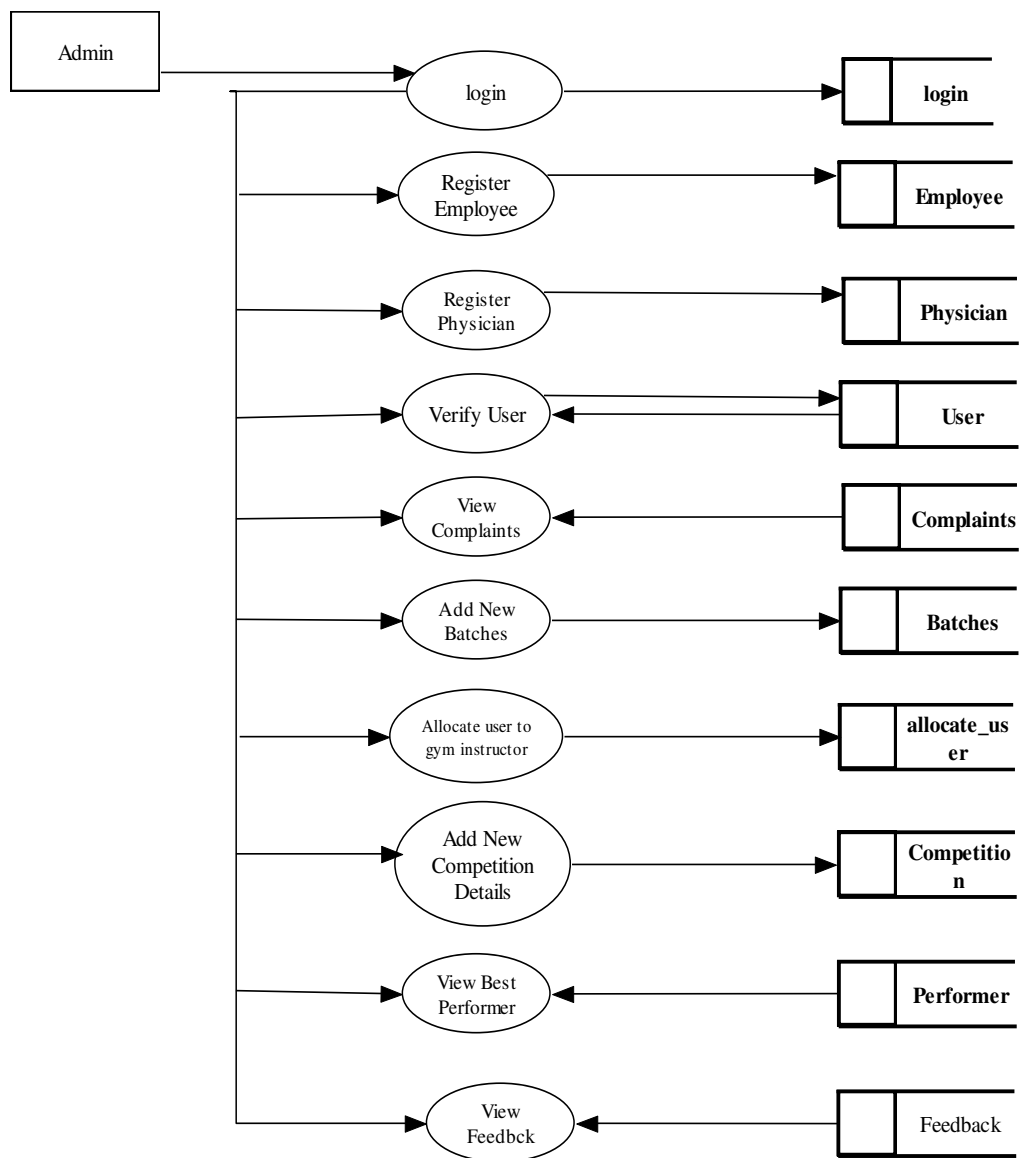 Admin
login
login
Register
Employee
Employee
Register
Physician
Physician
Verify User
User
View
Complaints
Complaints
Add New
Batches
Batches
Allocate user to
gym instructor
allocate_us
er
Add New
Competition
Details
Competitio
n
View Best
Performer
Performer
View
Feedbck
Feedback